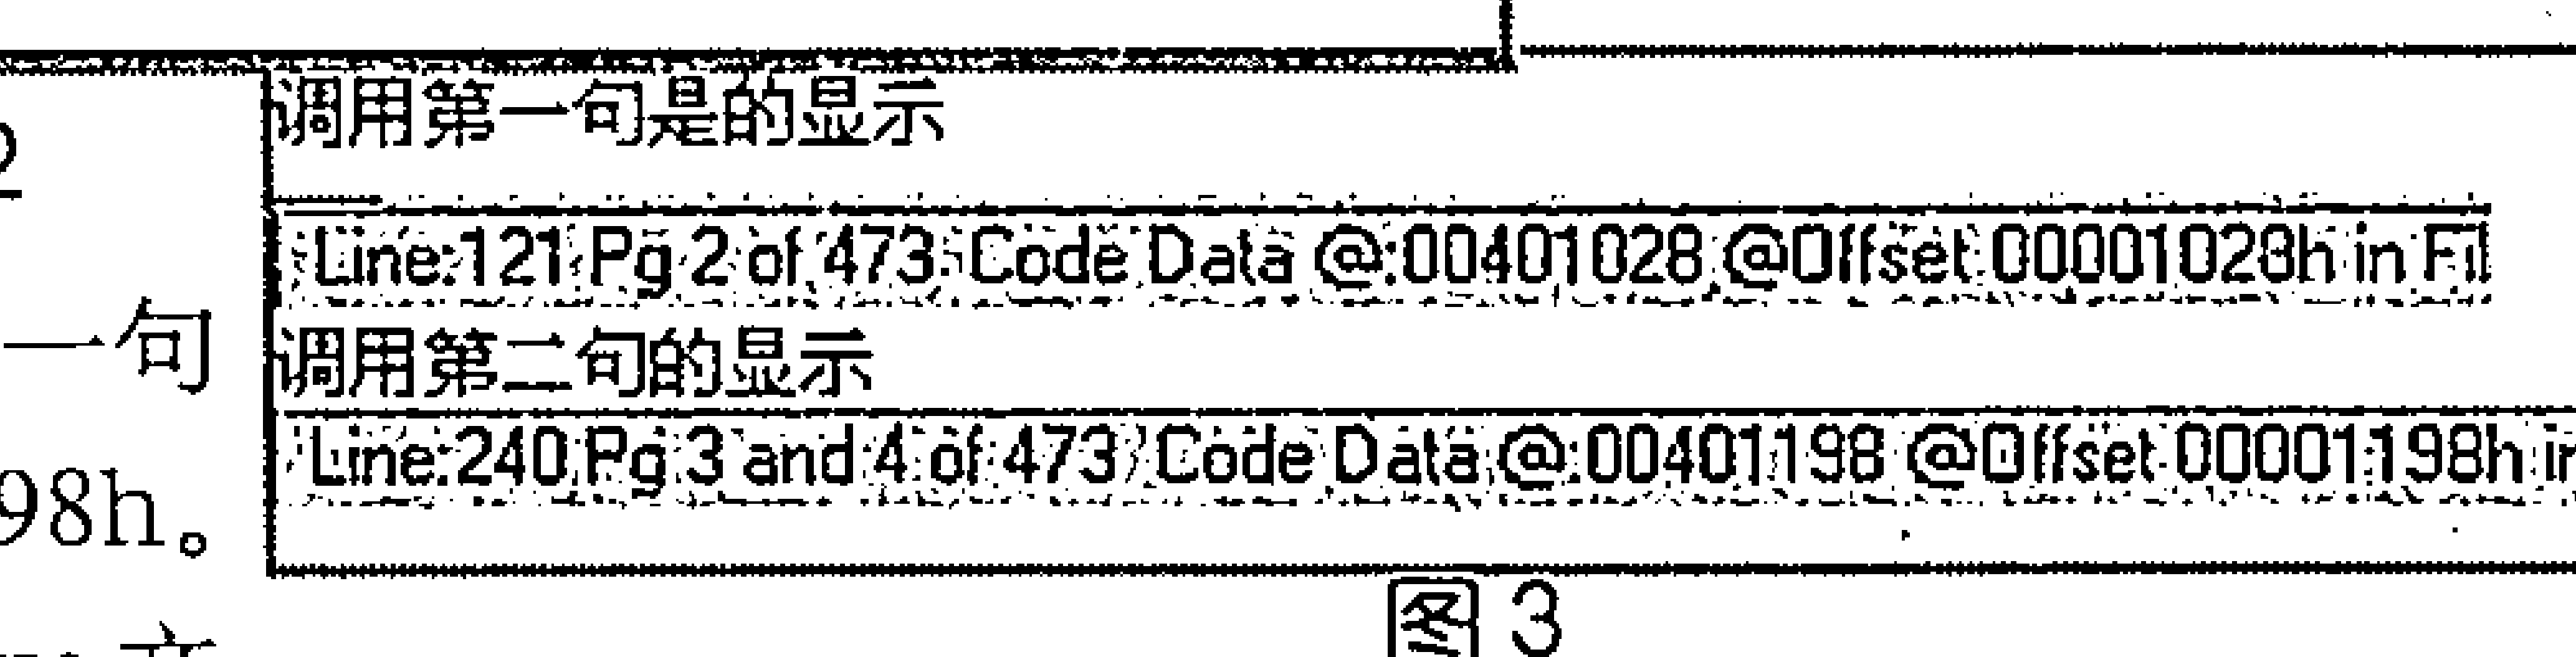 2
调用第一句是的显示
Line:121 Pg 2 of 473 Code Data @:00401028 @Offset 00001028h in Fil
一句
调用第二句的显示
Line:240 Pg 3 and 4 of 473 Code Data @:00401198 @Offset 00001198h in
98h。
图 3